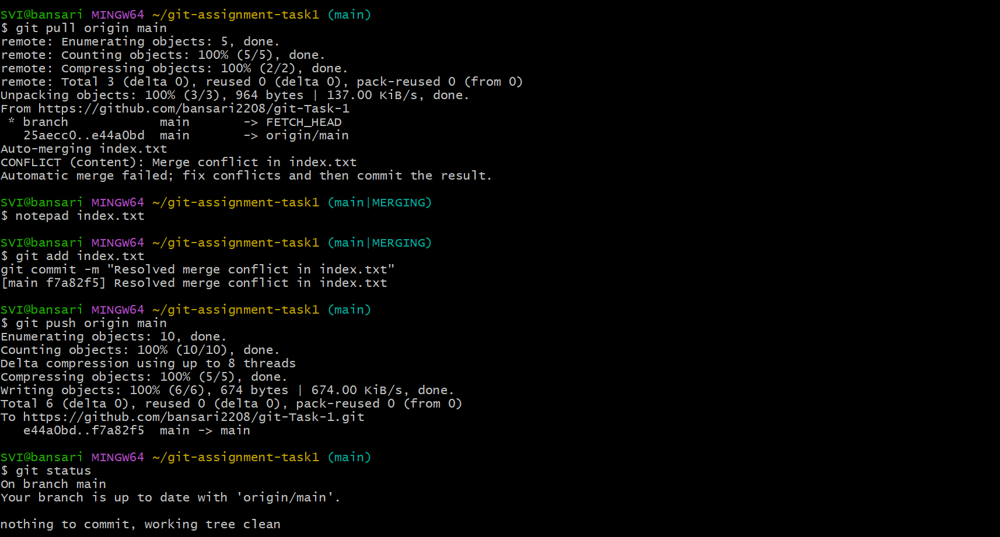 SVI@bansari MINGW64 ~/git-assignment-task1 (main)
$ git pull origin main
remote: Enumerating objects: 5, done.
remote: Counting objects: 100% (5/5), done.
remote: Compressing objects: 100% (2/2), done.
remote: Total 3 (delta 0), reused 0 (delta 0), pack-reused 0 (from 0)
Unpacking objects: 100% (3/3), 964 bytes | 137.00 KiB/s, done.
From https://github.com/bansari2208/git-Task-1
 * branch            main       -> FETCH_HEAD
   25aecc0..e44a0bd  main       -> origin/main
Auto-merging index.txt
CONFLICT (content): Merge conflict in index.txt
Automatic merge failed; fix conflicts and then commit the result.

SVI@bansari MINGW64 ~/git-assignment-task1 (main|MERGING)
$ notepad index.txt

SVI@bansari MINGW64 ~/git-assignment-task1 (main|MERGING)
$ git add index.txt
git commit -m "Resolved merge conflict in index.txt"
[main f7a82f5] Resolved merge conflict in index.txt

SVI@bansari MINGW64 ~/git-assignment-task1 (main)
$ git push origin main
Enumerating objects: 10, done.
Counting objects: 100% (10/10), done.
Delta compression using up to 8 threads
Compressing objects: 100% (5/5), done.
Writing objects: 100% (6/6), 674 bytes | 674.00 KiB/s, done.
Total 6 (delta 0), reused 0 (delta 0), pack-reused 0 (from 0)
To https://github.com/bansari2208/git-Task-1.git
   e44a0bd..f7a82f5  main -> main

SVI@bansari MINGW64 ~/git-assignment-task1 (main)
$ git status
On branch main
Your branch is up to date with 'origin/main'.

nothing to commit, working tree clean